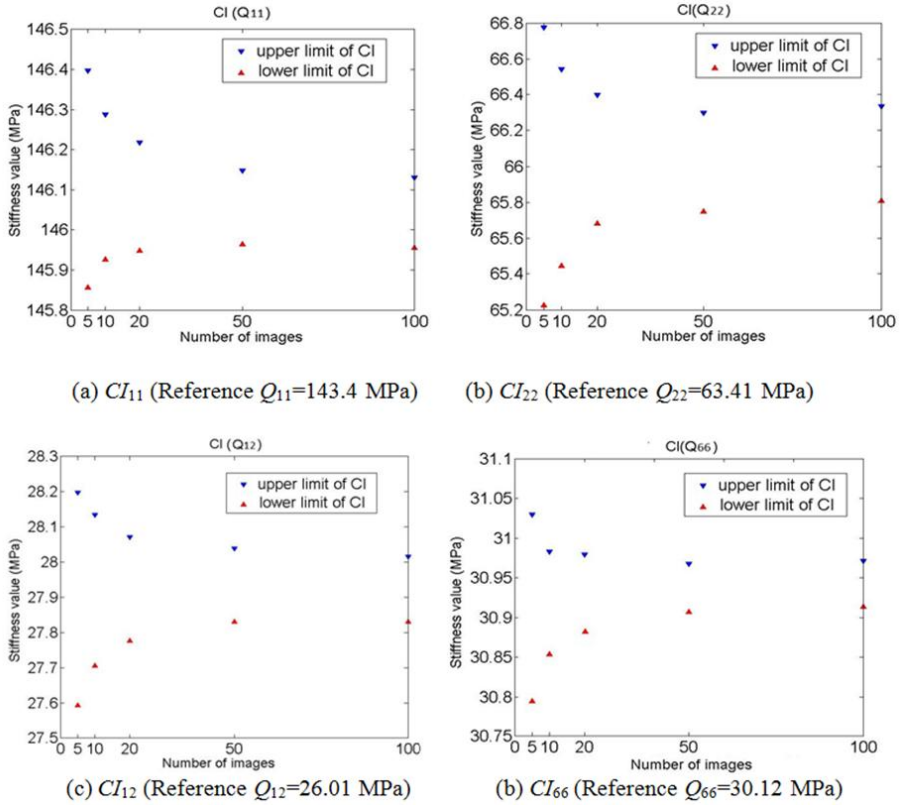 CI (Q11)
146.5
146.4
146.3
146.2
146.1
146
145.9
145.8
Stiffness value (MPa)
upper limit of CI
lower limit of CI
0 5 10 20 50 100
Number of images
(a) CI11 (Reference Q11=143.4 MPa)
CI(Q22)
66.8
66.6
66.4
66.2
66
65.8
65.6
65.4
65.2
Stiffness value (MPa)
upper limit of CI
lower limit of CI
0 5 10 20 50 100
Number of images
(b) CI22 (Reference Q22=63.41 MPa)
CI (Q12)
28.3
28.2
28.1
28
27.9
27.8
27.7
27.6
27.5
Stiffness value (MPa)
upper limit of CI
lower limit of CI
0 5 10 20 50 100
Number of images
(c) CI12 (Reference Q12=26.01 MPa)
CI(Q66)
31.1
31.05
31
30.95
30.9
30.85
30.8
30.75
Stiffness value (MPa)
upper limit of CI
lower limit of CI
0 5 10 20 50 100
Number of images
(b) CI66 (Reference Q66=30.12 MPa)